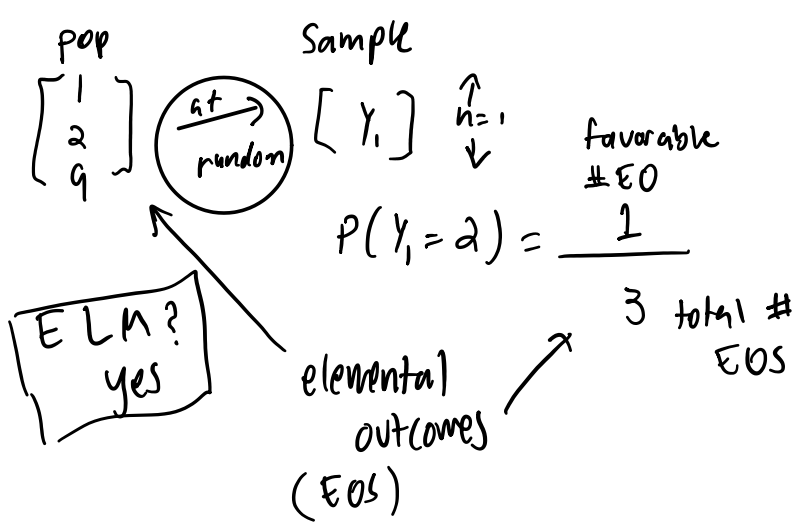 pop
1
2
9
at
random
Sample
[ Y₁ ]
n=1
favorable
# EO
P(Y₁ = 2) = 1
3 total #
EOS
ELM?
yes
elemental
outcomes
(EOS)